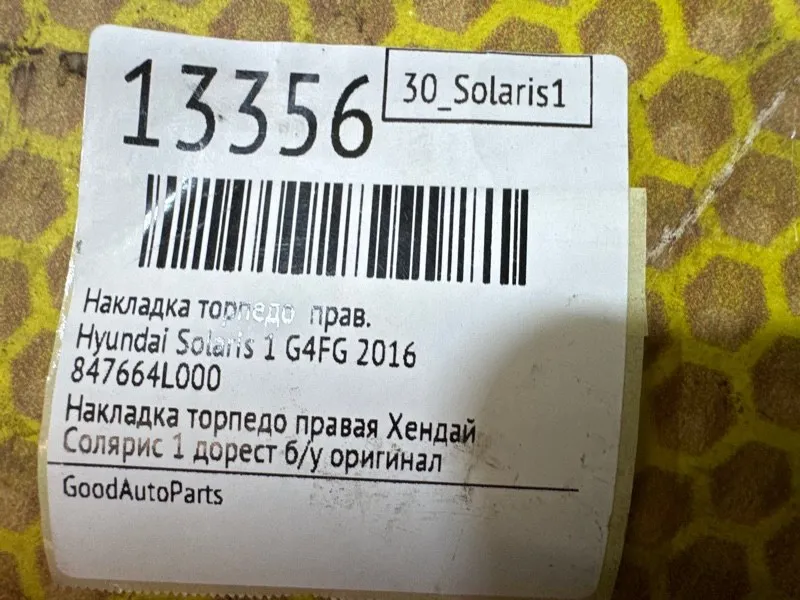 13356
30_Solaris1
Накладка торпедо прав.
Hyundai Solaris 1 G4FG 2016
847664L000
Накладка торпедо правая Хендай
Солярис 1 дорест б/у оригинал
GoodAutoParts